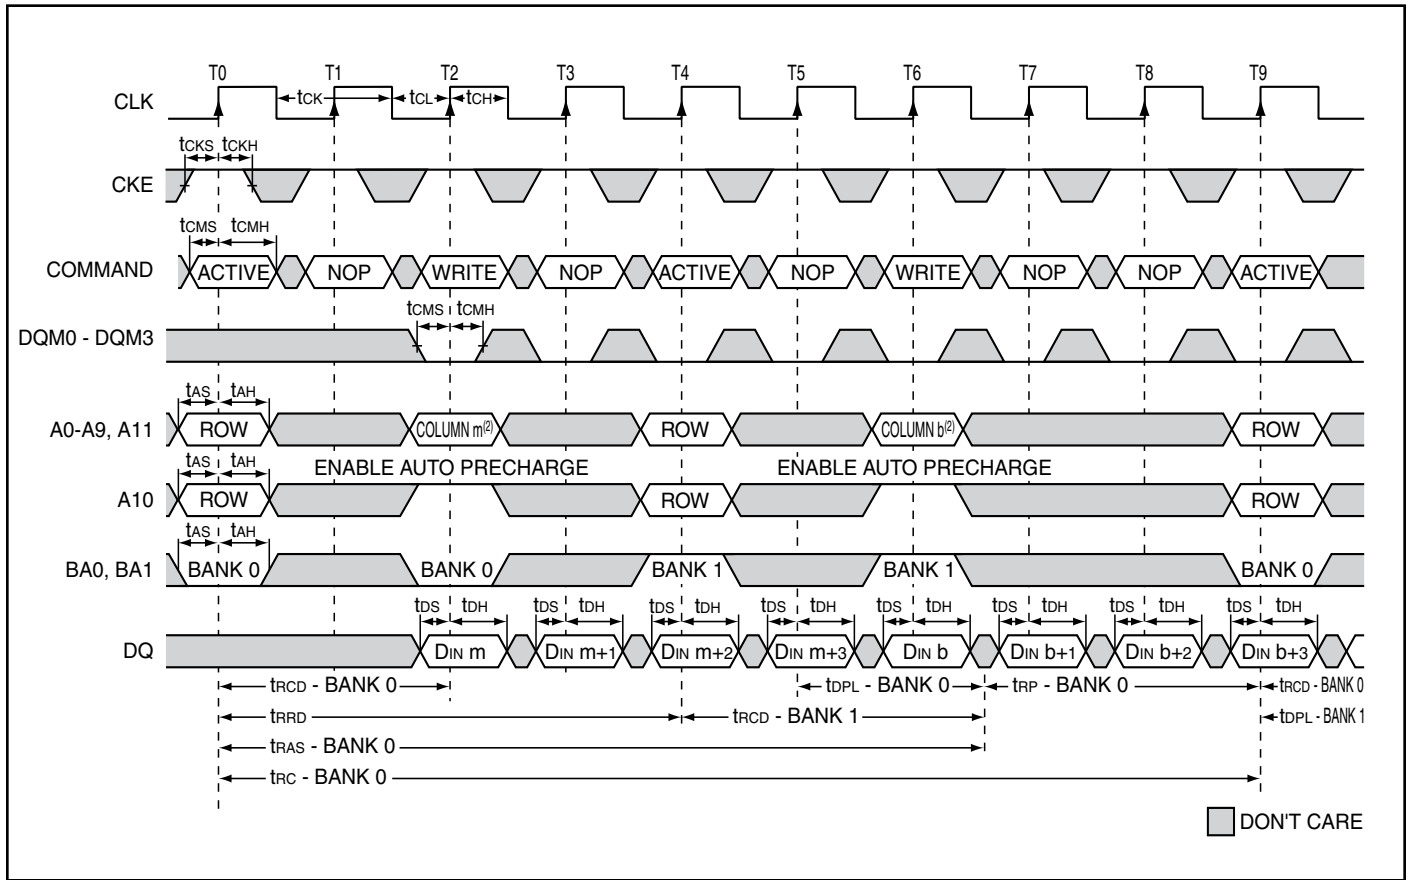 T0 T1 T2 T3 T4 T5 T6 T7 T8 T9
CLK tCK tCL tCH
tCKS tCKH
CKE
tCMS tCMH
COMMAND ACTIVE NOP WRITE NOP ACTIVE NOP WRITE NOP NOP ACTIVE
tCMS tCMH
DQM0 - DQM3
tAS tAH
A0-A9, A11 ROW COLUMN m(2) ROW COLUMN b(2) ROW
tAS tAH ENABLE AUTO PRECHARGE ENABLE AUTO PRECHARGE
A10 ROW ROW ROW
tAS tAH
BA0, BA1 BANK 0 BANK 0 BANK 1 BANK 1 BANK 0
tDS tDH tDS tDH tDS tDH tDS tDH tDS tDH tDS tDH tDS tDH tDS tDH
DQ DIN m DIN m+1 DIN m+2 DIN m+3 DIN b DIN b+1 DIN b+2 DIN b+3
tRCD - BANK 0 tDPL - BANK 0 tRP - BANK 0 tRCD - BANK 0
tRRD tRCD - BANK 1 tDPL - BANK 1
tRAS - BANK 0
tRC - BANK 0
DON'T CARE